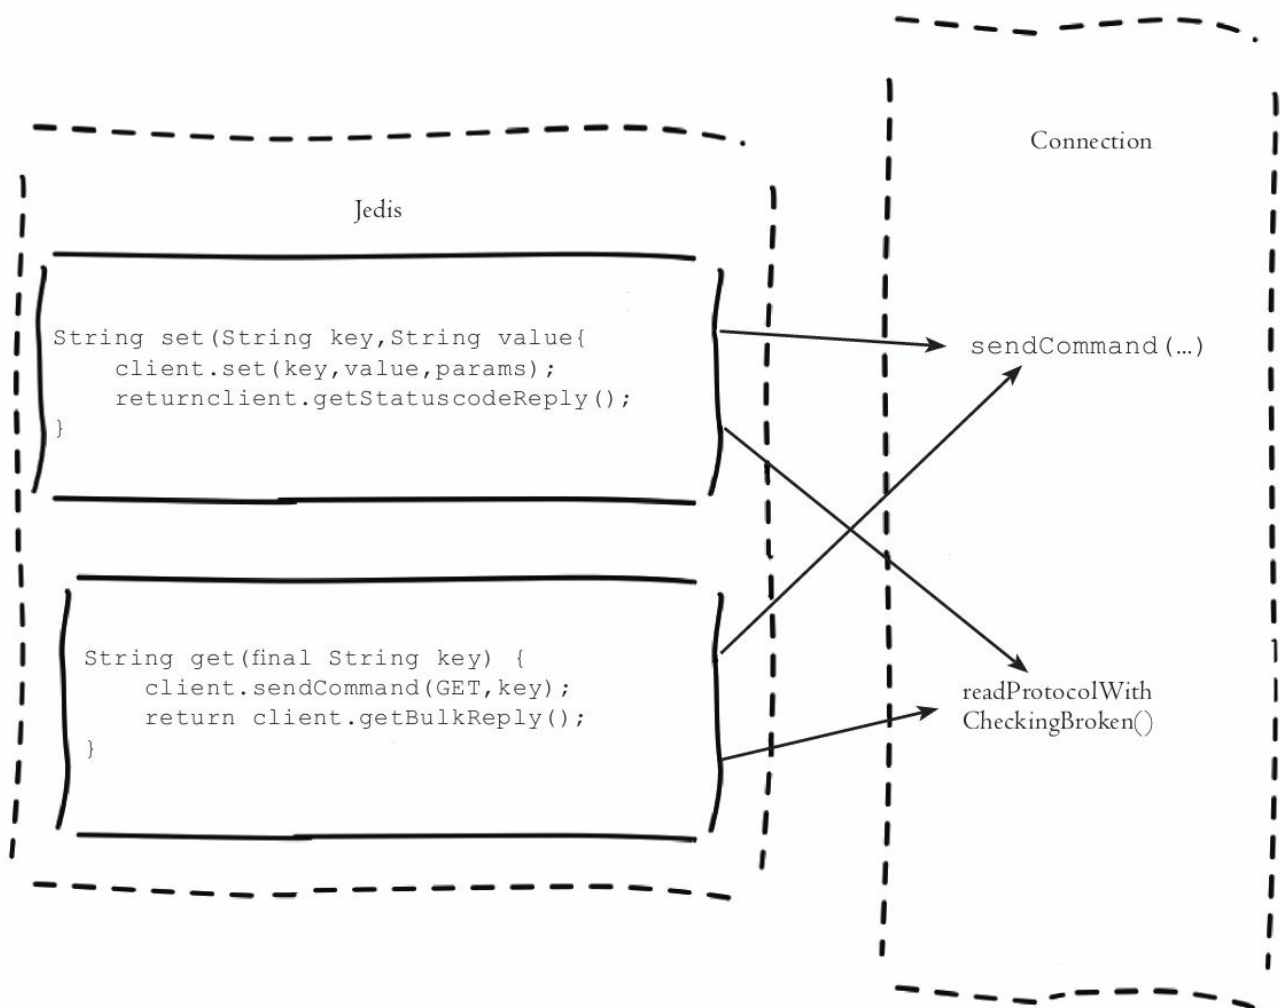 Connection
Jedis
String set(String key,String value{
client.set(key,value,params);
returnclient.getStatuscodeReply();
}
sendCommand(…)
String get(final String key) {
client.sendCommand(GET,key);
return client.getBulkReply();
}
readProtocolWith
CheckingBroken()